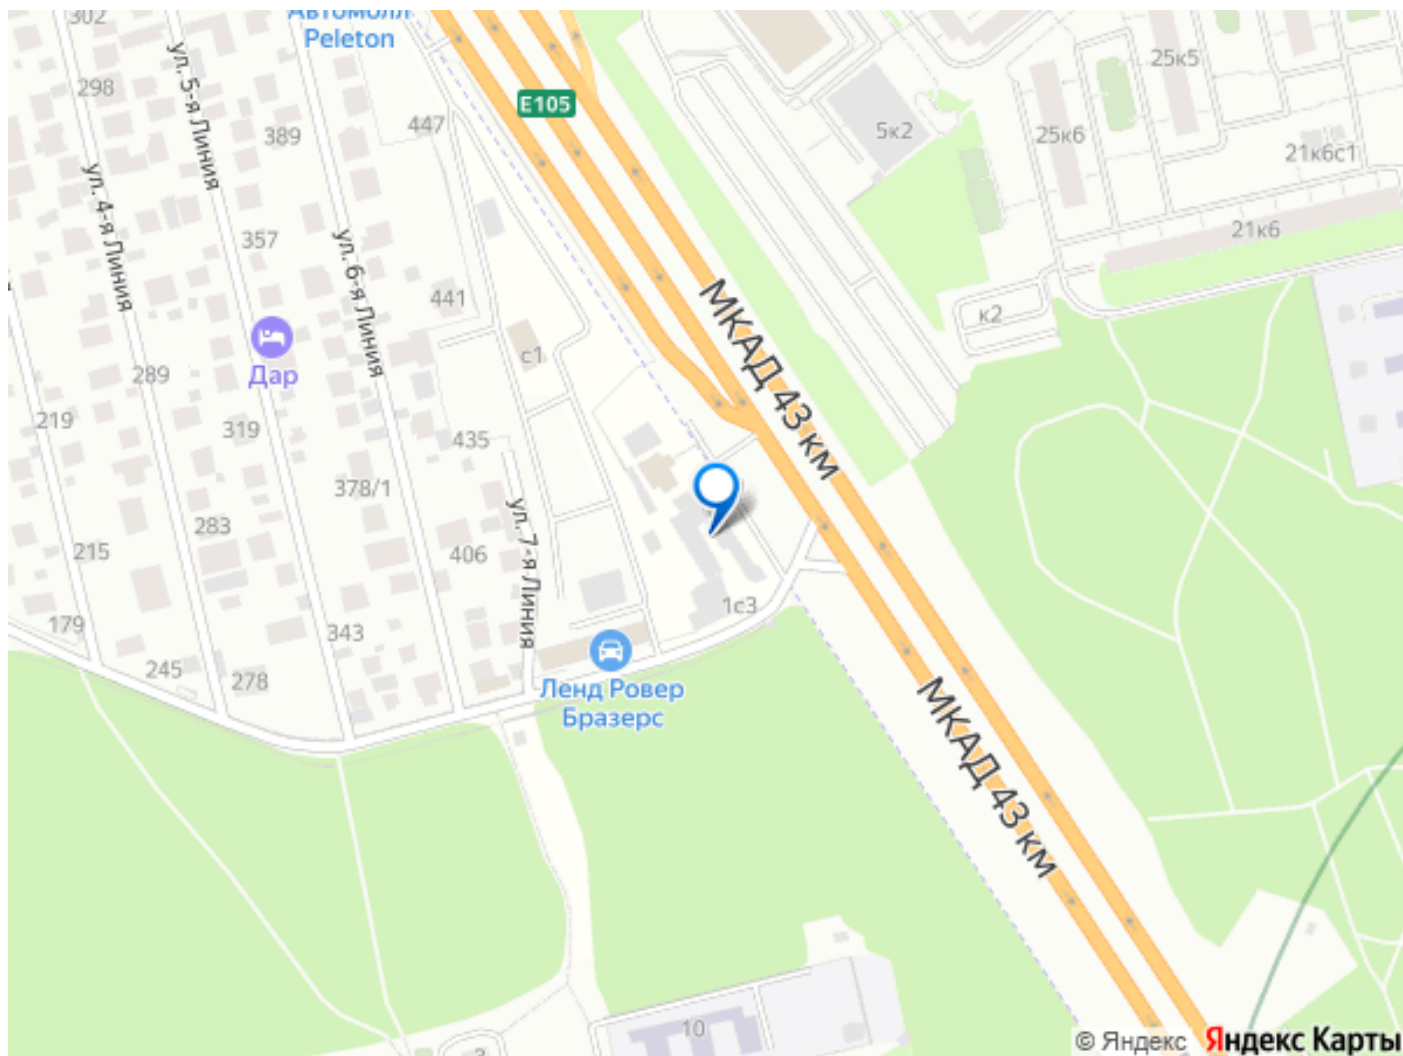 302
Автомолл
Peleton
ул. 5-я Линия
298
389
447
E105
5к2
25к5
25к6
21к6с1
21к6
ул. 4-я Линия
357
ул. 6-я Линия
441
МКАД 43 км
к2
с1
Дар
289
219
319
435
378/1
283
215
406
ул. 7-я Линия
1с3
179
343
245
278
Ленд Ровер
Бразерс
МКАД 43 км
10
3
© Яндекс Яндекс Карты